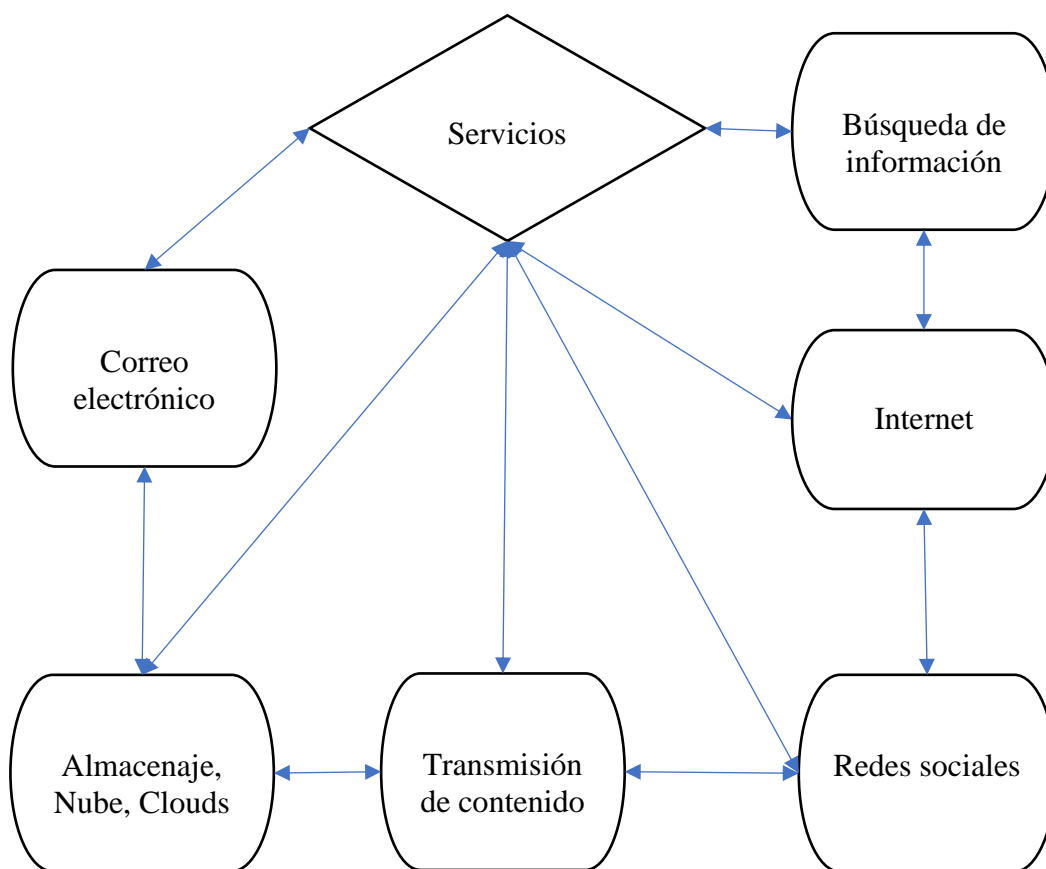 Servicios
Búsqueda de
información
Correo
electrónico
Internet
Almacenaje,
Nube, Clouds
Transmisión
de contenido
Redes sociales